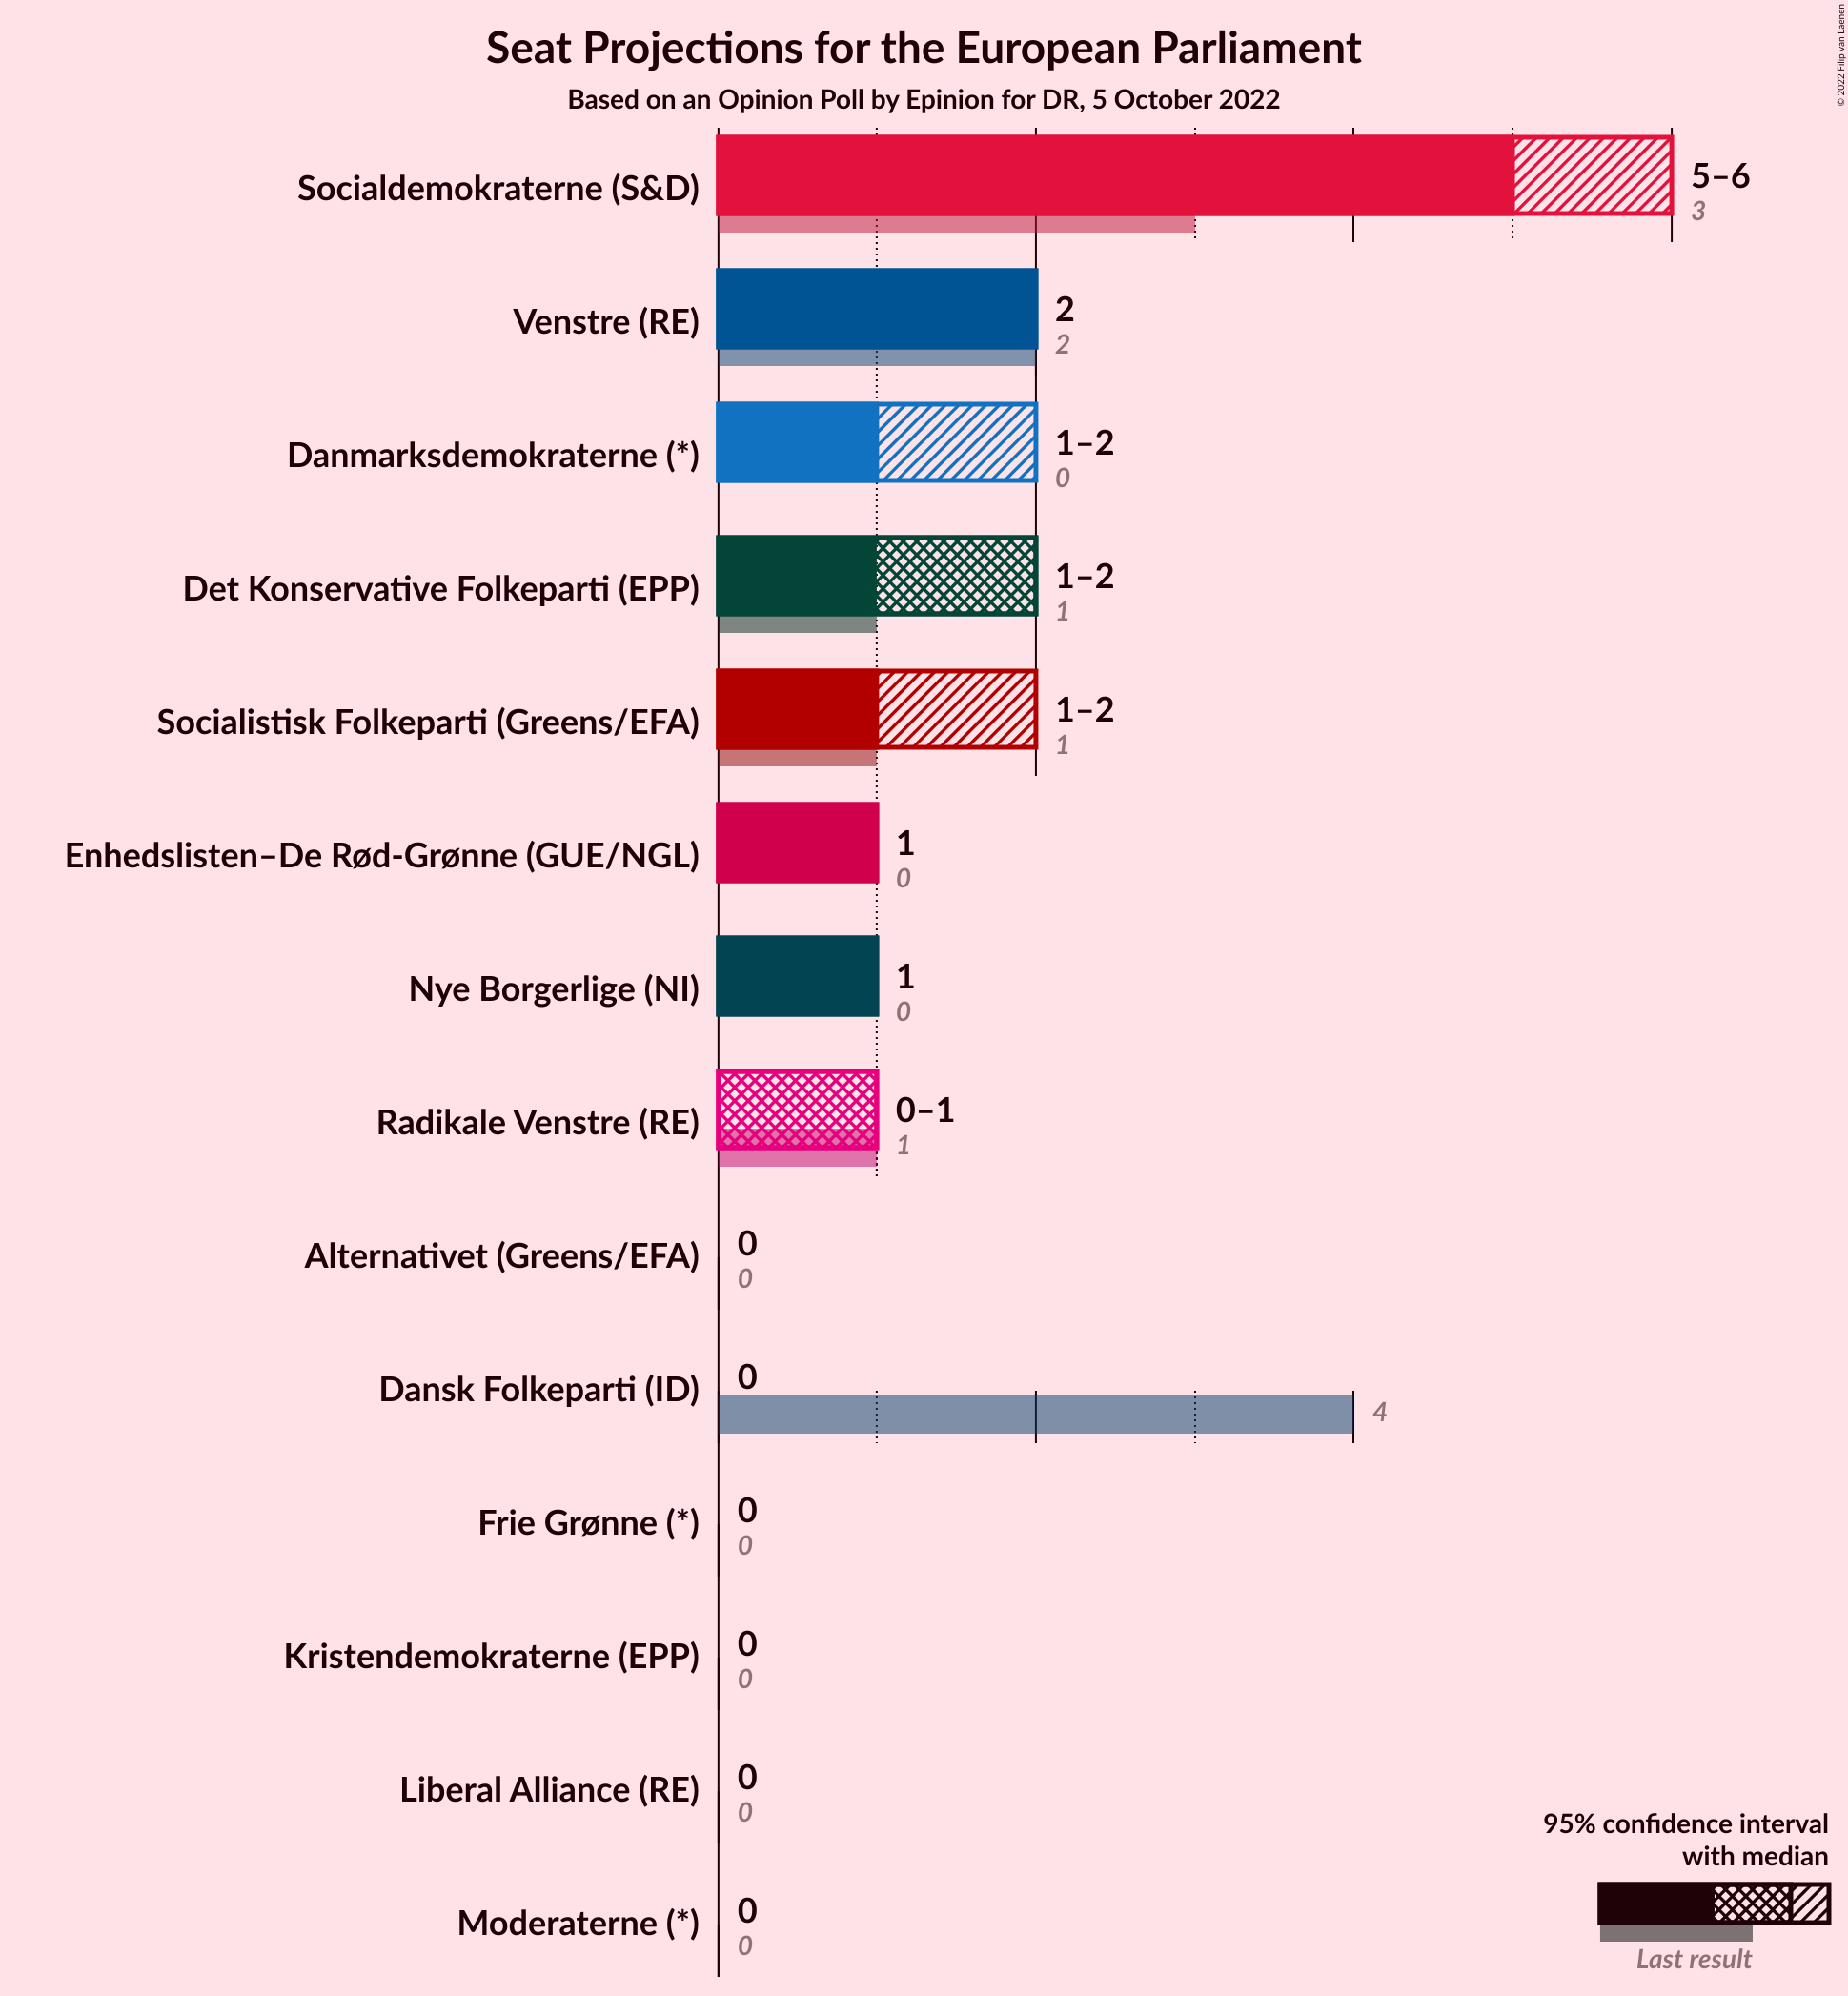 Seat Projections for the European Parliament
Based on an Opinion Poll by Epinion for DR, 5 October 2022
© 2022 Filip van Laenen
Socialdemokraterne (S&D)
5–6
3
Venstre (RE)
2
2
Danmarksdemokraterne (*)
1–2
0
Det Konservative Folkeparti (EPP)
1–2
1
Socialistisk Folkeparti (Greens/EFA)
1–2
1
Enhedslisten–De Rød-Grønne (GUE/NGL)
1
0
Nye Borgerlige (NI)
1
0
Radikale Venstre (RE)
0–1
1
Alternativet (Greens/EFA)
0
0
Dansk Folkeparti (ID)
0
4
Frie Grønne (*)
0
0
Kristendemokraterne (EPP)
0
0
Liberal Alliance (RE)
0
0
Moderaterne (*)
0
0
95% confidence interval
with median
Last result